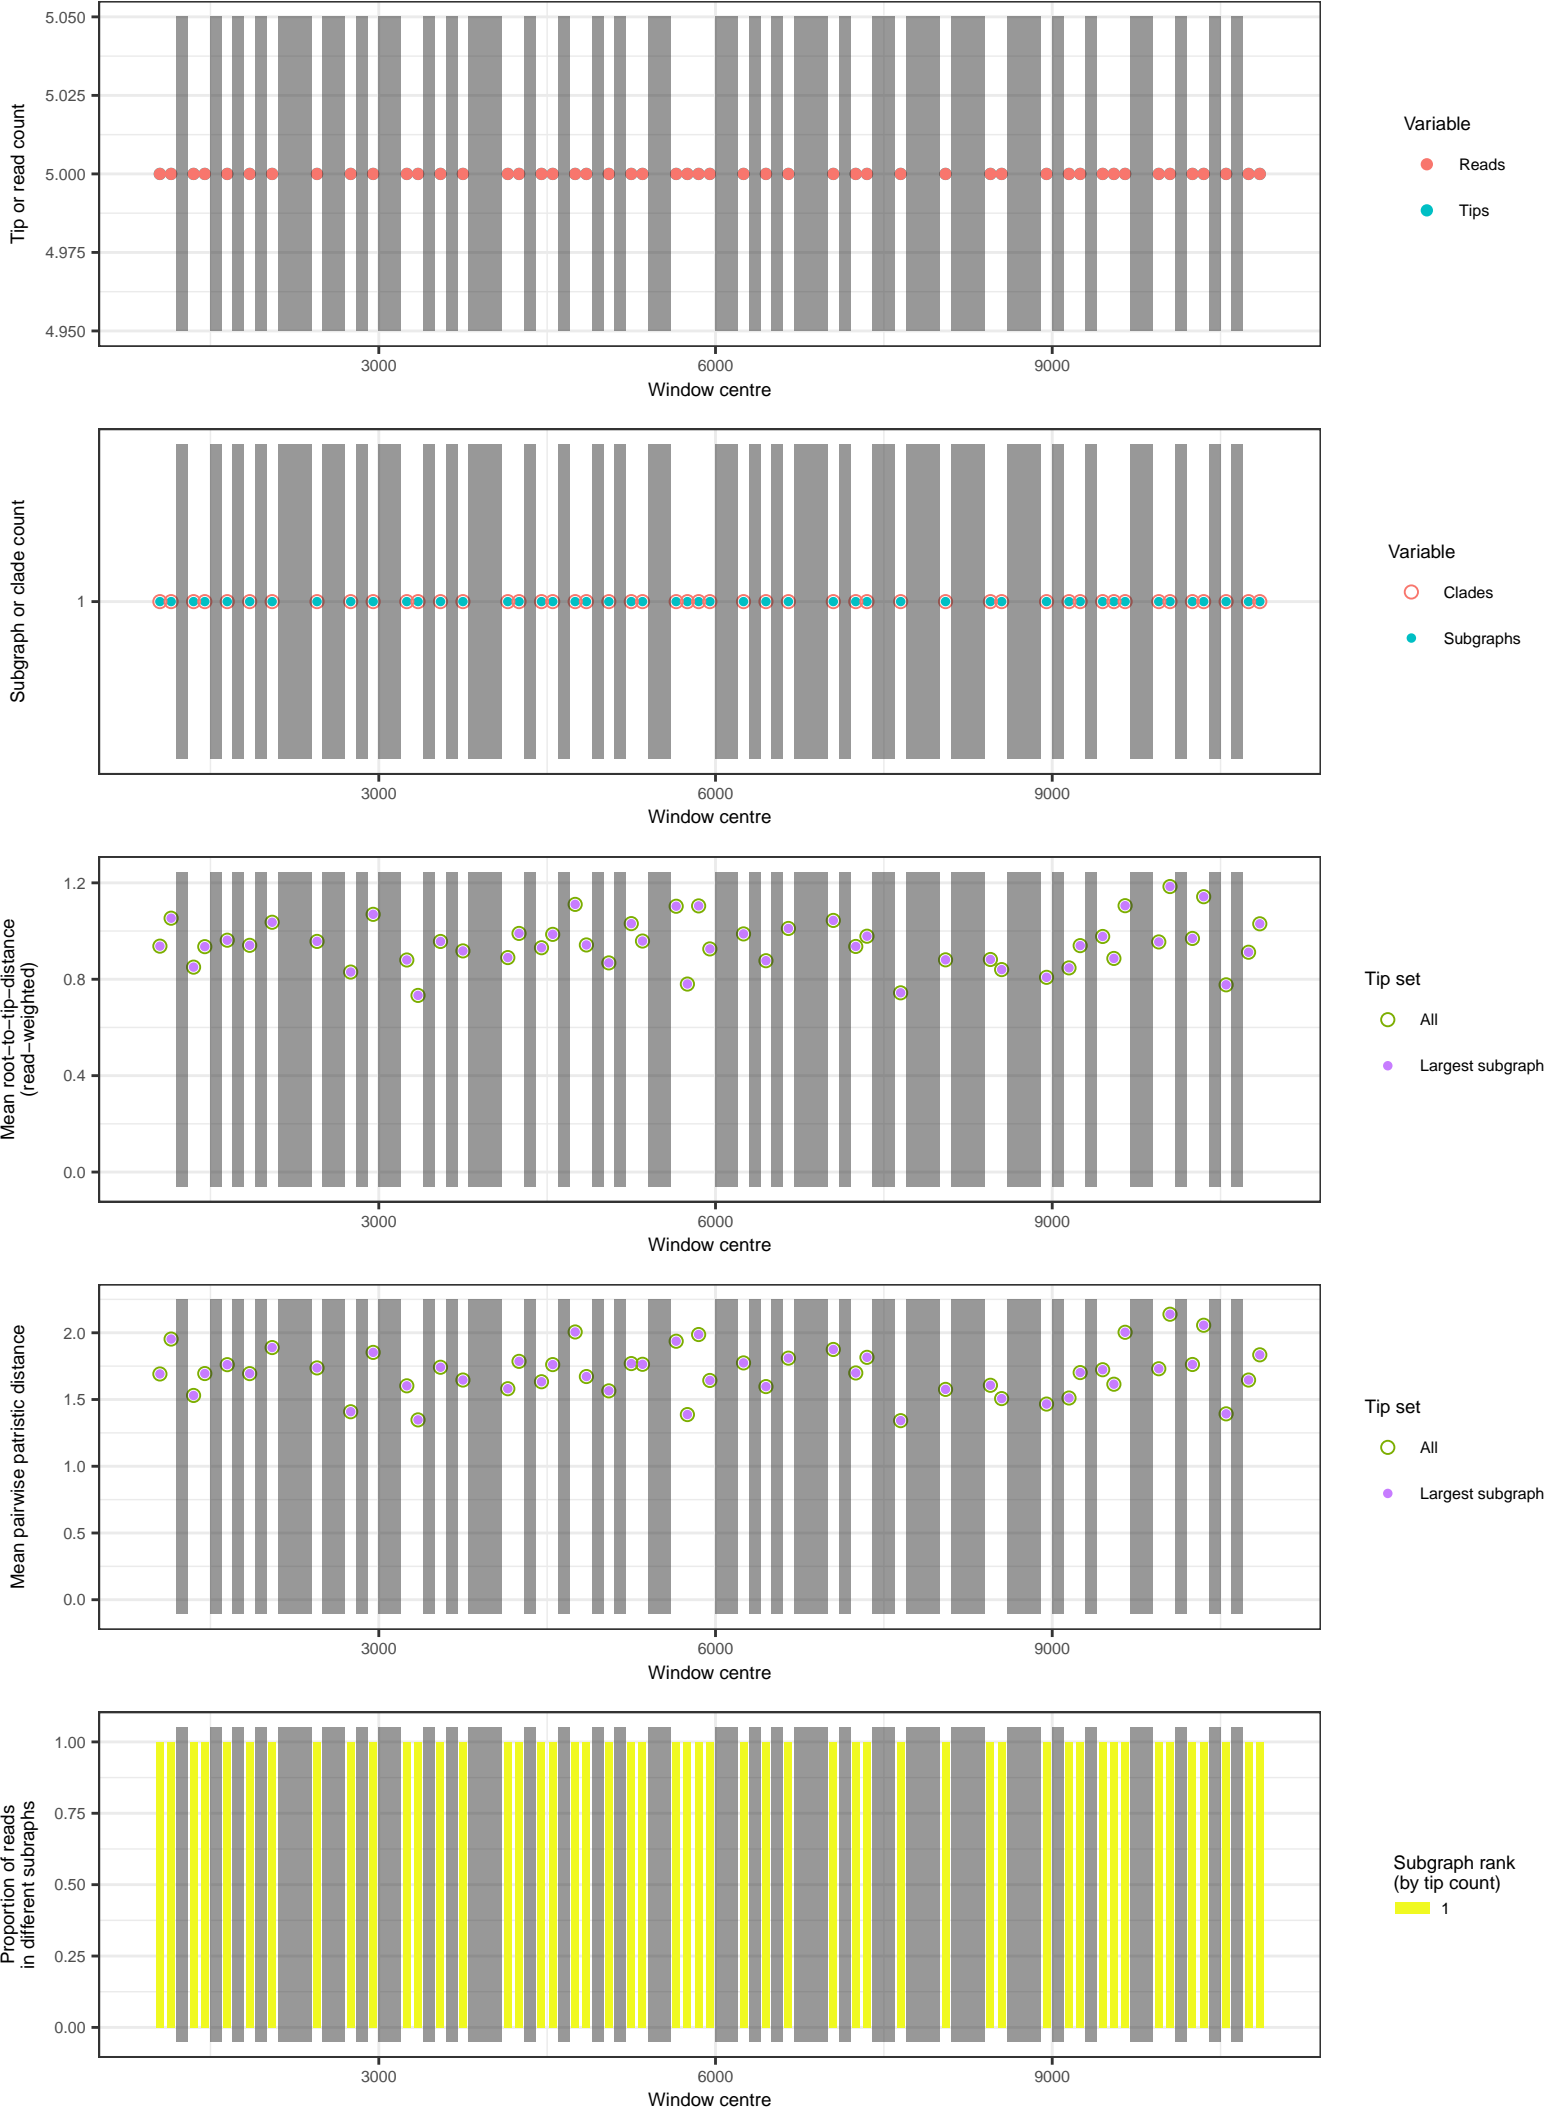 5.050
5.025
5.000
4.975
4.950
Tip or read count
3000 6000 9000
Window centre
Variable
Reads
Tips
1
Subgraph or clade count
3000 6000 9000
Window centre
Variable
Clades
Subgraphs
1.2
0.8
0.4
0.0
Mean root−to−tip−distance
(read−weighted)
3000 6000 9000
Window centre
Tip set
All
Largest subgraph
2.0
1.5
1.0
0.5
0.0
Mean pairwise patristic distance
3000 6000 9000
Window centre
Tip set
All
Largest subgraph
1.00
0.75
0.50
0.25
0.00
Proportion of reads
in different subraphs
3000 6000 9000
Window centre
Subgraph rank
(by tip count)
1